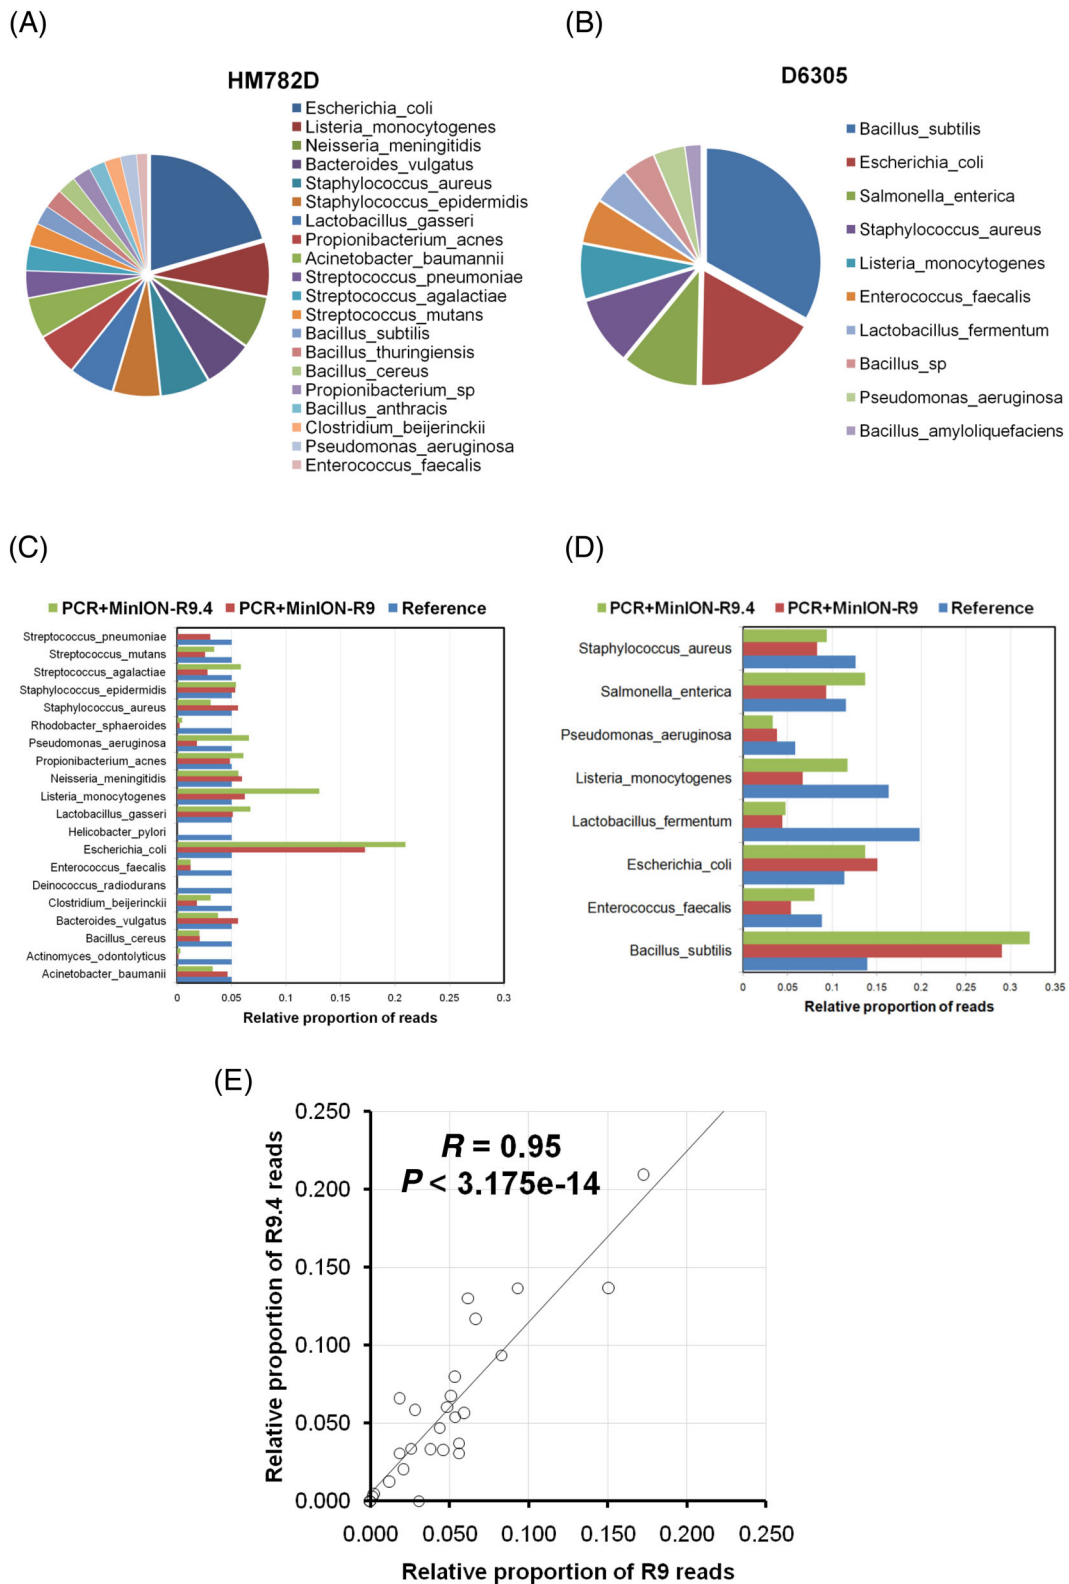 (A)
HM782D
Escherichia_coli
Listeria_monocytogenes
Neisseria_meningitidis
Bacteroides_vulgatus
Staphylococcus_aureus
Staphylococcus_epidermidis
Lactobacillus_gasseri
Propionibacterium_acnes
Acinetobacter_baumannii
Streptococcus_pneumoniae
Streptococcus_agalactiae
Streptococcus_mutans
Bacillus_subtilis
Bacillus_thuringiensis
Bacillus_cereus
Propionibacterium_sp
Bacillus_anthracis
Clostridium_beijerinckii
Pseudomonas_aeruginosa
Enterococcus_faecalis
(B)
D6305
Bacillus_subtilis
Escherichia_coli
Salmonella_enterica
Staphylococcus_aureus
Listeria_monocytogenes
Enterococcus_faecalis
Lactobacillus_fermentum
Bacillus_sp
Pseudomonas_aeruginosa
Bacillus_amyloliquefaciens
(C)
PCR+MinION-R9.4 PCR+MinION-R9 Reference
Streptococcus_pneumoniae
Streptococcus_mutans
Streptococcus_agalactiae
Staphylococcus_epidermidis
Staphylococcus_aureus
Rhodobacter_sphaeroides
Pseudomonas_aeruginosa
Propionibacterium_acnes
Neisseria_meningitidis
Listeria_monocytogenes
Lactobacillus_gasseri
Helicobacter_pylori
Escherichia_coli
Enterococcus_faecalis
Deinococcus_radiodurans
Clostridium_beijerinckii
Bacteroides_vulgatus
Bacillus_cereus
Actinomyces_odontolyticus
Acinetobacter_baumanii
0 0.05 0.1 0.15 0.2 0.25 0.3
Relative proportion of reads
(D)
PCR+MinION-R9.4 PCR+MinION-R9 Reference
Staphylococcus_aureus
Salmonella_enterica
Pseudomonas_aeruginosa
Listeria_monocytogenes
Lactobacillus_fermentum
Escherichia_coli
Enterococcus_faecalis
Bacillus_subtilis
0 0.05 0.1 0.15 0.2 0.25 0.3 0.35
Relative proportion of reads
(E)
Relative proportion of R9.4 reads
0.250
0.200
0.150
0.100
0.050
0.000
R = 0.95
P < 3.175e-14
0.000 0.050 0.100 0.150 0.200 0.250
Relative proportion of R9 reads